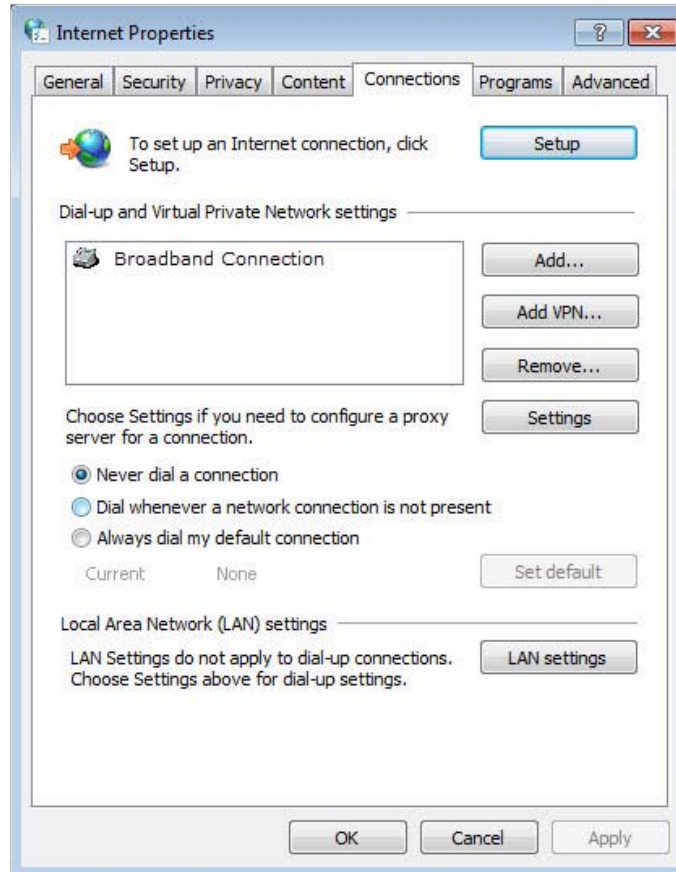 Internet Properties
General Security Privacy Content Connections Programs Advanced
To set up an Internet connection, click
Setup.
Setup
Dial-up and Virtual Private Network settings
Broadband Connection
Add...
Add VPN...
Remove...
Choose Settings if you need to configure a proxy
server for a connection.
Settings
Never dial a connection
Dial whenever a network connection is not present
Always dial my default connection
Current None
Set default
Local Area Network (LAN) settings
LAN Settings do not apply to dial-up connections.
Choose Settings above for dial-up settings.
LAN settings
OK Cancel Apply